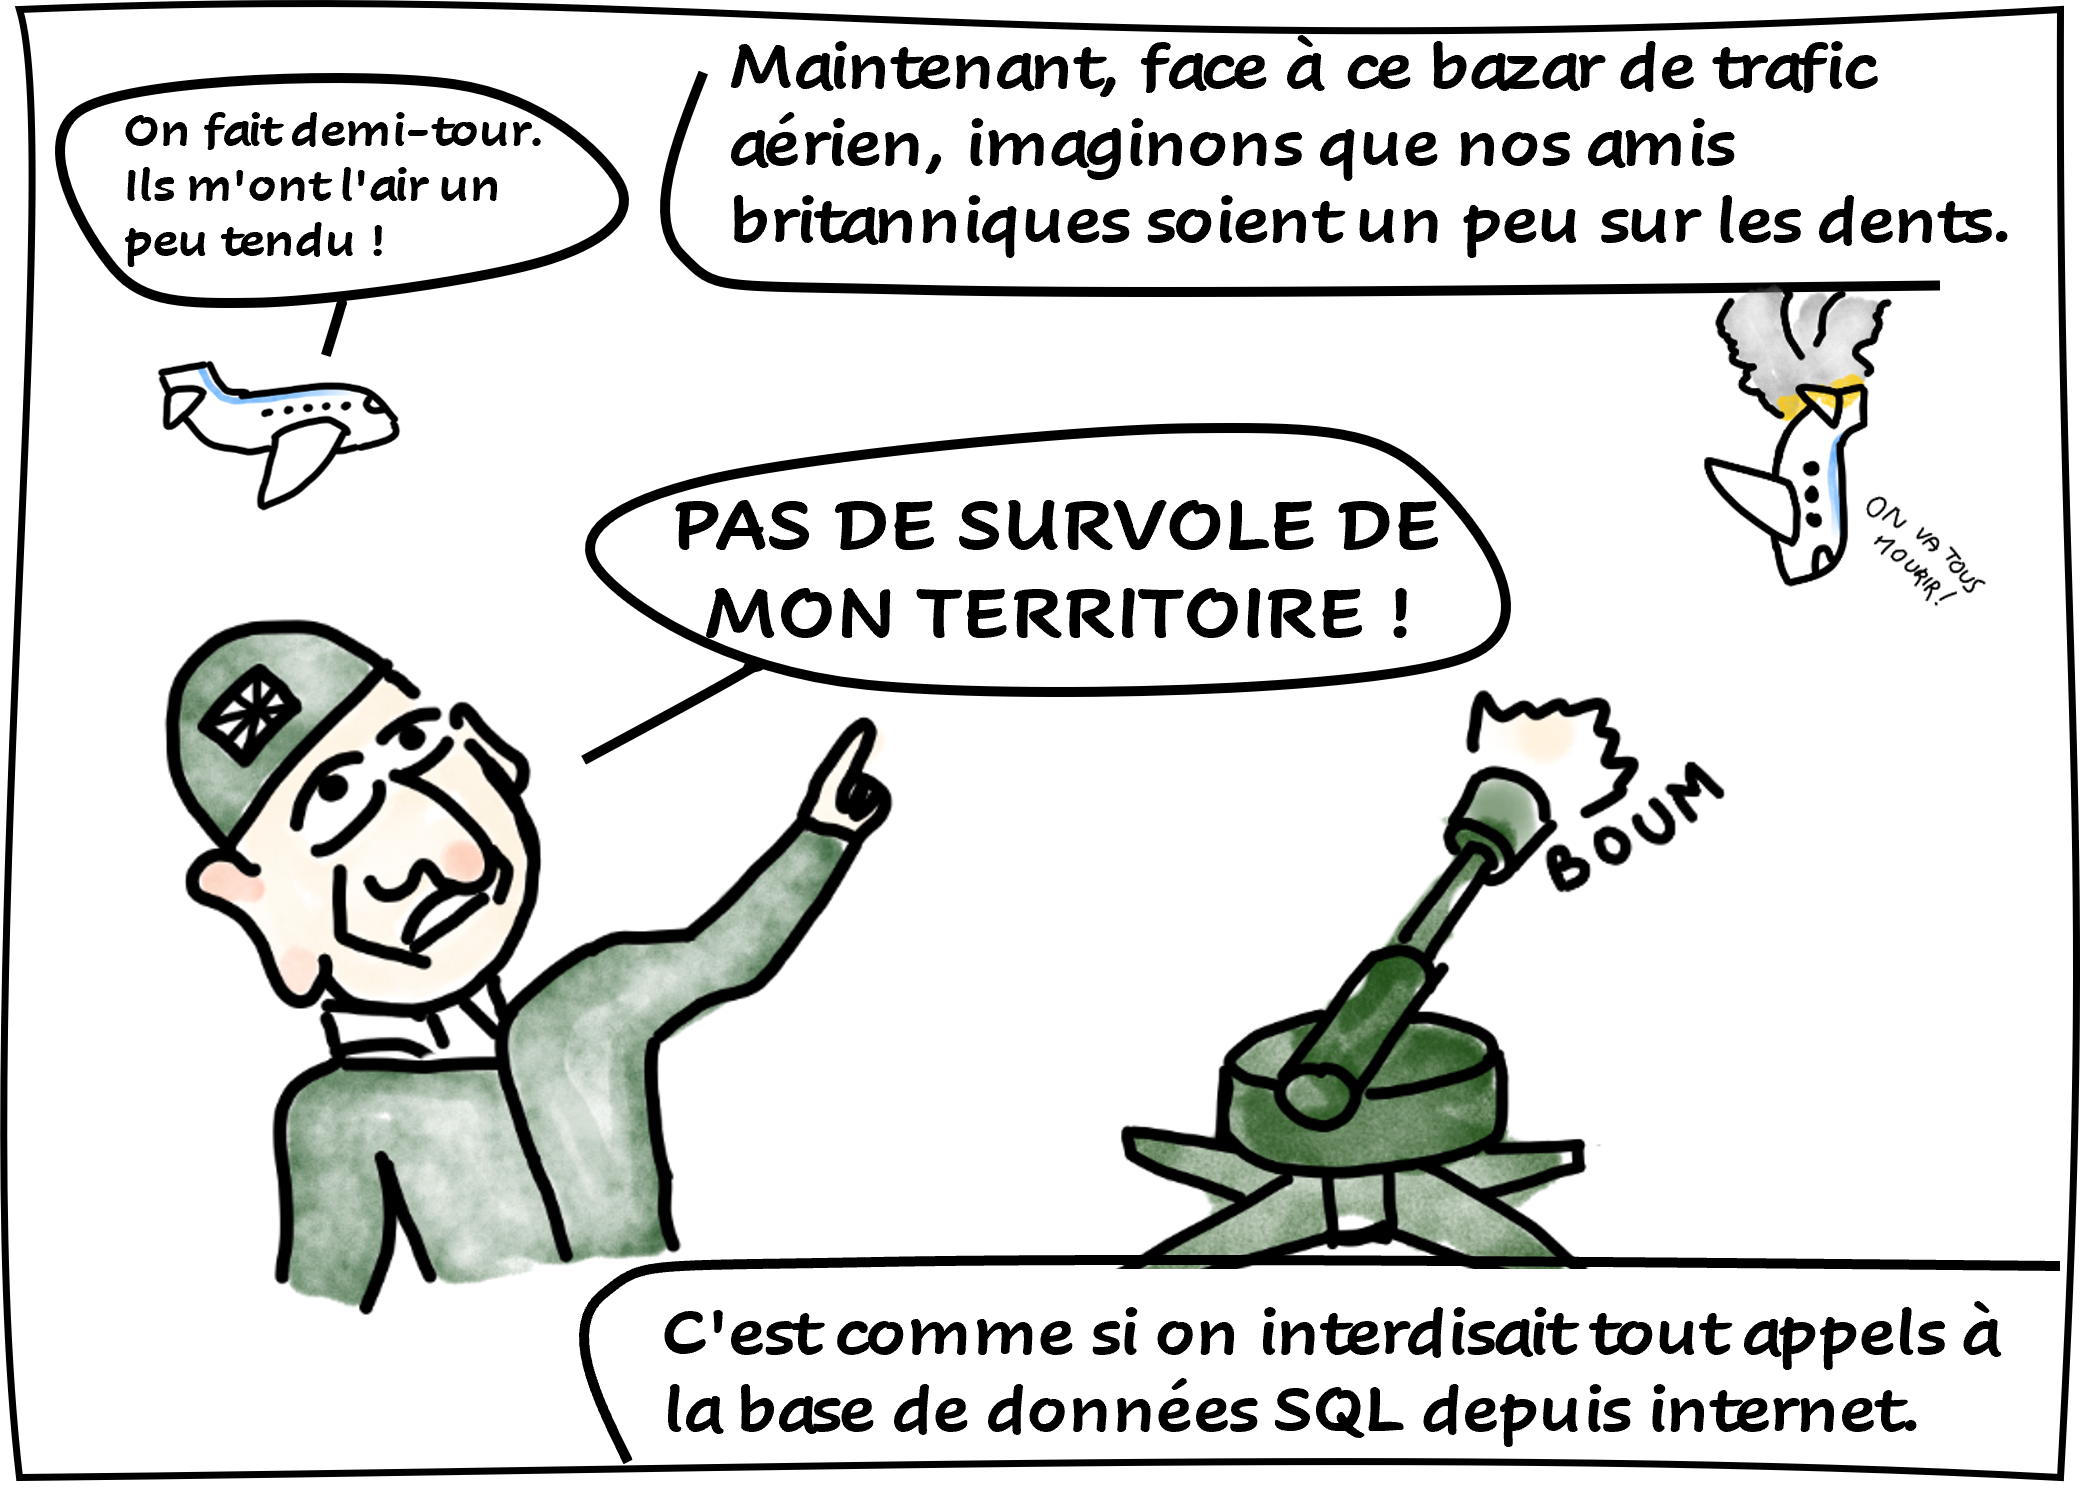 On fait demi-tour.
Ils m'ont l'air un
peu tendu !
Maintenant, face à ce bazar de trafic
aérien, imaginons que nos amis
britanniques soient un peu sur les dents.
ON VA TOUS
MOURIR!
PAS DE SURVOLE DE
MON TERRITOIRE !
BOUM
C'est comme si on interdisait tout appels à
la base de données SQL depuis internet.